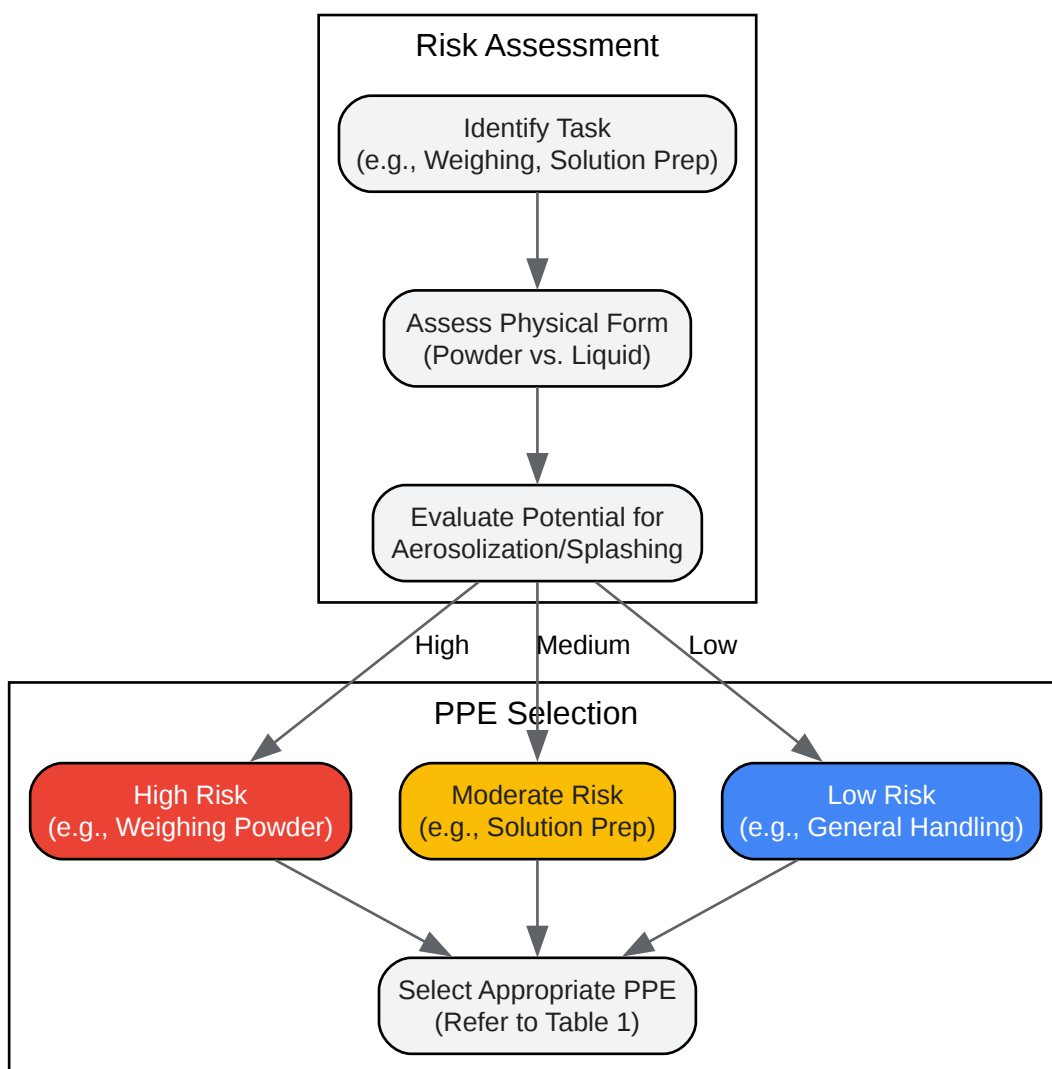 Risk Assessment
Identify Task
(e.g., Weighing, Solution Prep)
Assess Physical Form
(Powder vs. Liquid)
Evaluate Potential for
Aerosolization/Splashing
High
Medium
Low
PPE Selection
High Risk
(e.g., Weighing Powder)
Moderate Risk
(e.g., Solution Prep)
Low Risk
(e.g., General Handling)
Select Appropriate PPE
(Refer to Table 1)